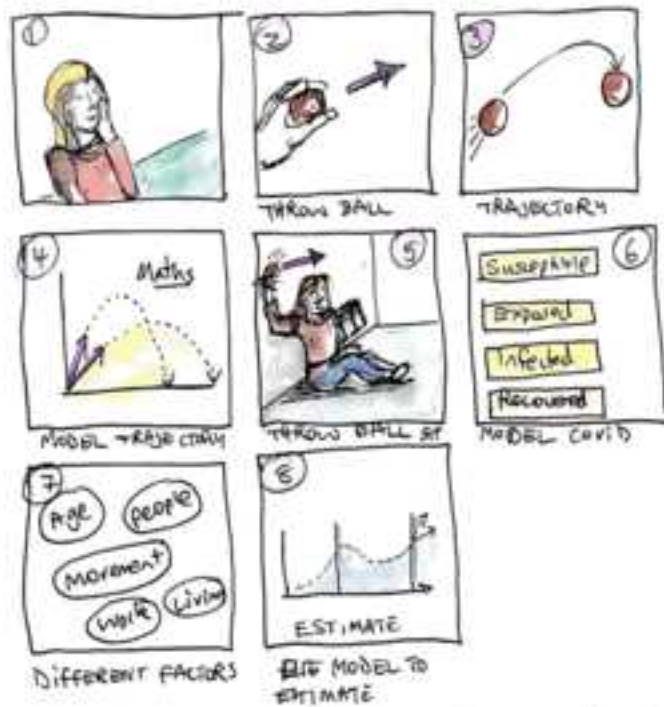 1
2
THROW BALL
3
TRAJECTORY
4
Maths
MODEL TRAJECTORY
5
THROW BALL
6
Susceptible
Exposed
Infected
Recovered
MODEL COVID
7
Age
people
Movement
Work
Living
DIFFERENT FACTORS
8
ESTIMATE
MODEL TO
ESTIMATE